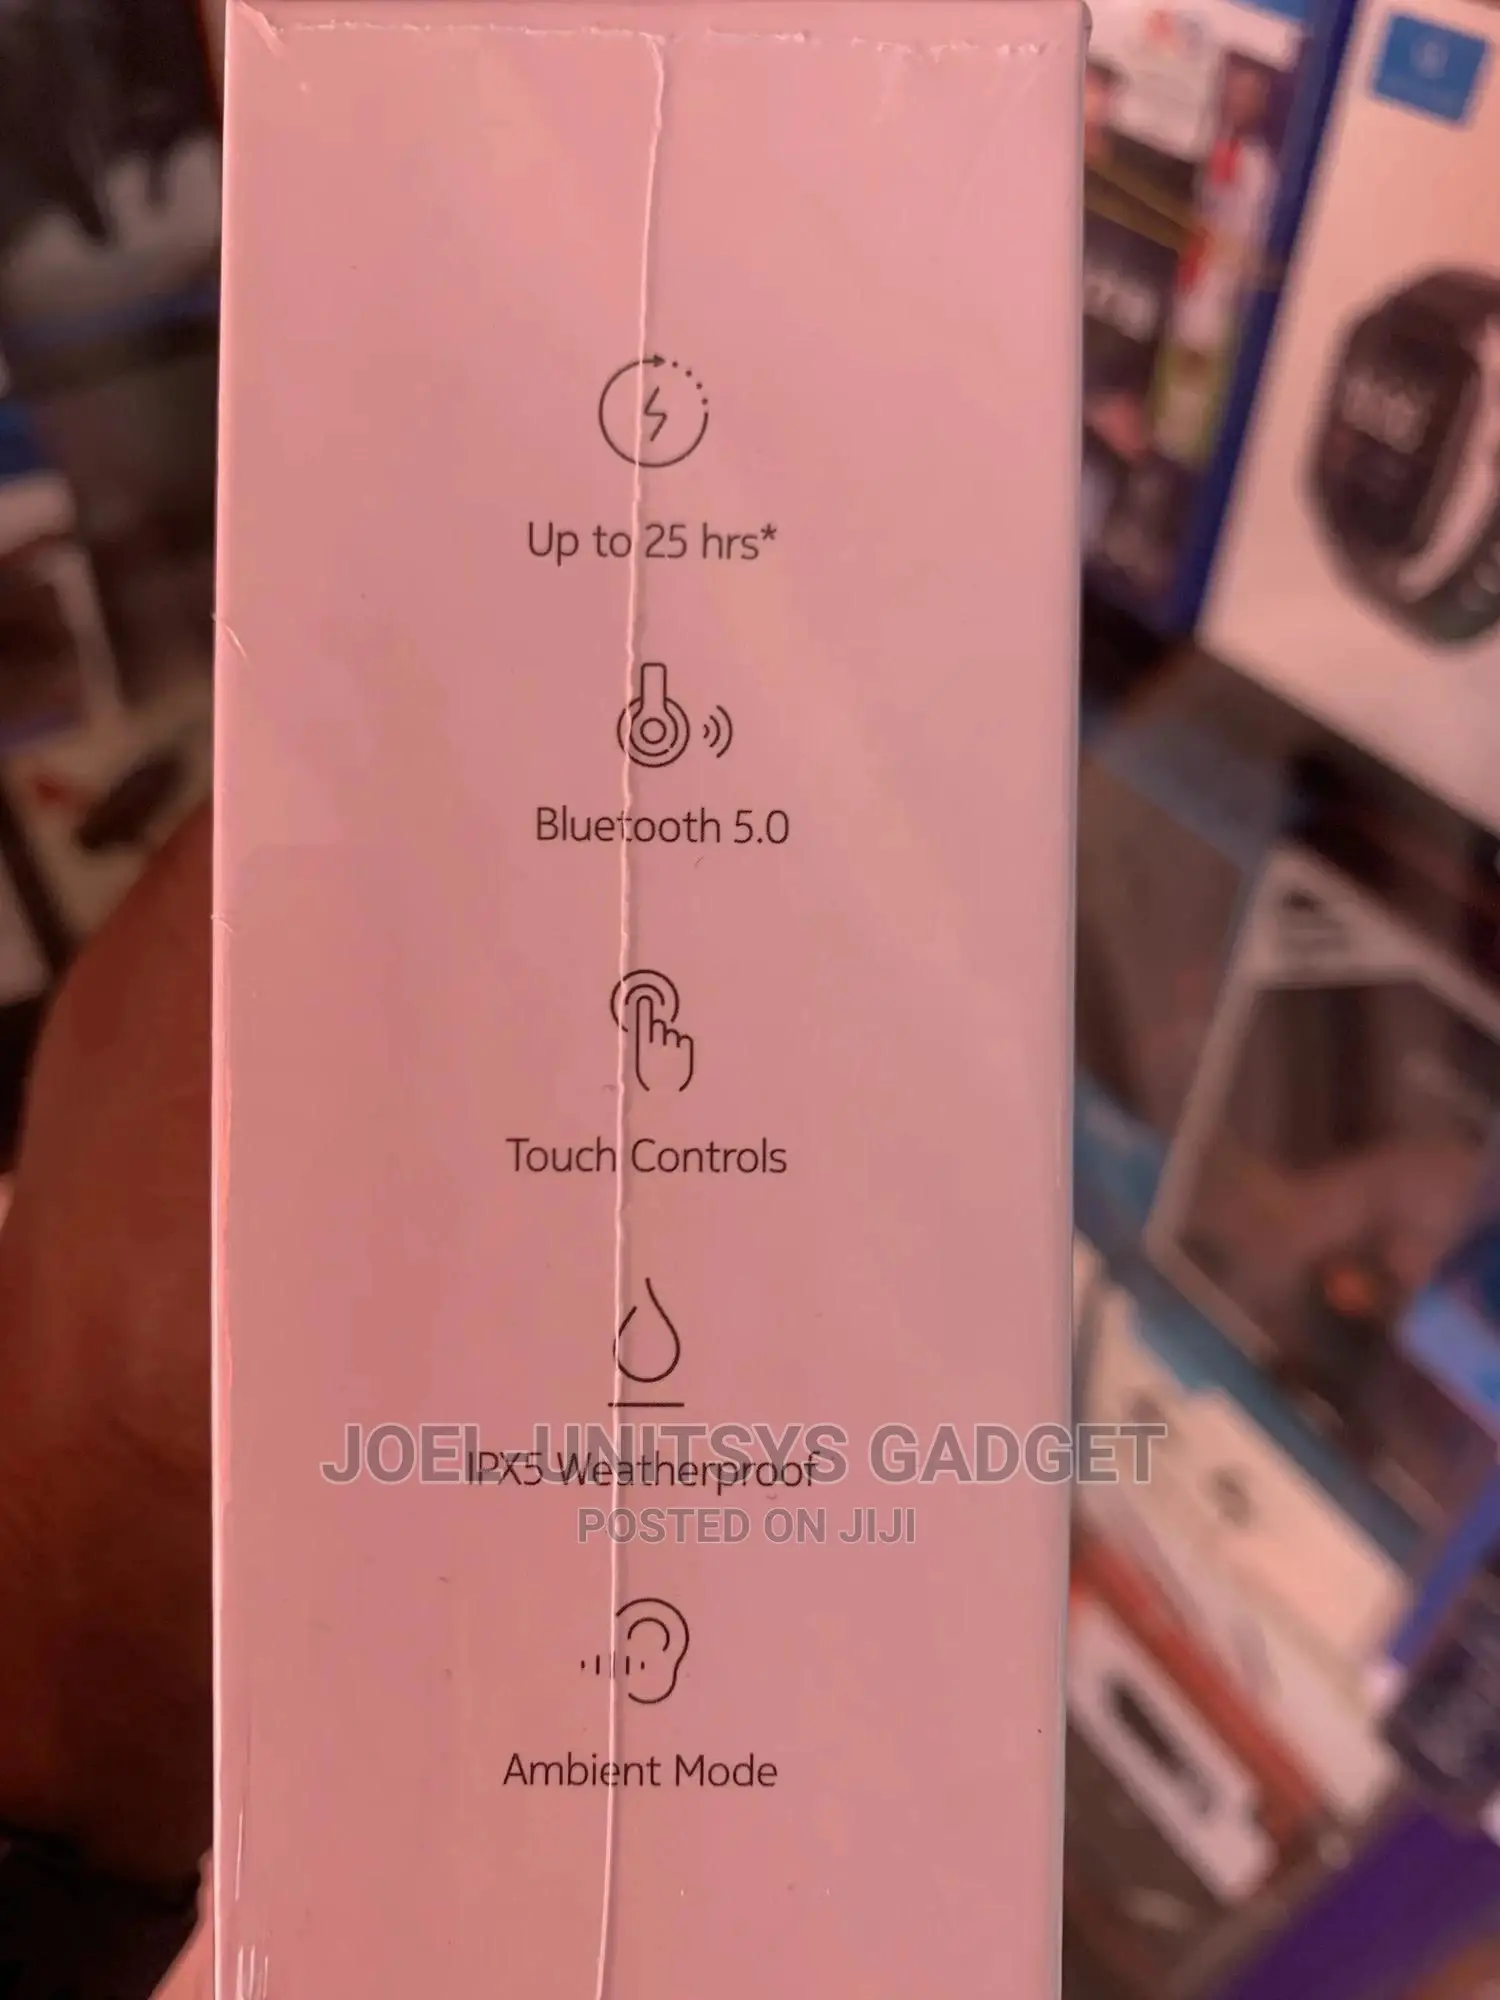 Up to 25 hrs*
Bluetooth 5.0
Touch Controls
JOEL-UNITSYS GADGET
IPX5 Weatherproof
POSTED ON JIJI
Ambient Mode